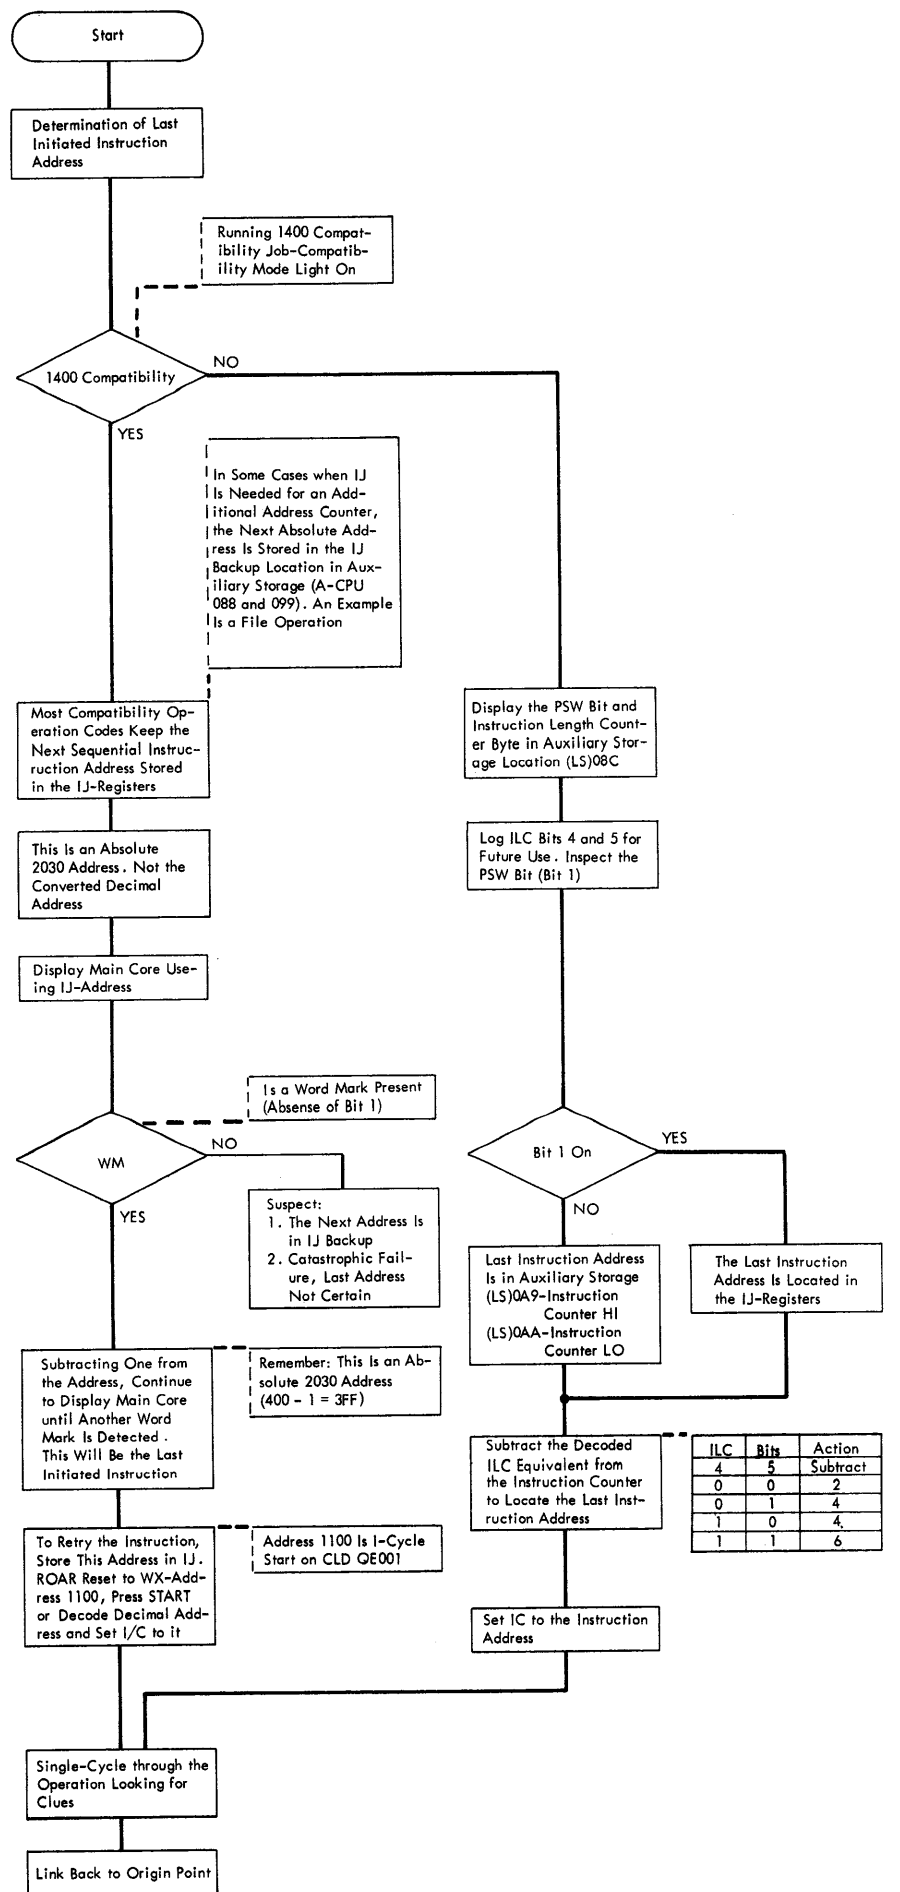 Start
Determination of Last
Initiated Instruction
Address
Running 1400 Compat-
ibility Job-Compatib-
ility Mode Light On
1400 Compatibility
NO
YES
In Some Cases when IJ
Is Needed for an Add-
itional Address Counter,
the Next Absolute Add-
ress Is Stored in the IJ
Backup Location in Aux-
iliary Storage (A-CPU
088 and 099). An Example
Is a File Operation
Most Compatibility Op-
eration Codes Keep the
Next Sequential Instruc-
ruction Address Stored
in the IJ-Registers
This Is an Absolute
2030 Address. Not the
Converted Decimal
Address
Display Main Core Use-
ing IJ-Address
Is a Word Mark Present
(Absense of Bit 1)
WM
NO
YES
Suspect:
1. The Next Address Is
in IJ Backup
2. Catastrophic Fail-
ure, Last Address
Not Certain
Subtracting One from
the Address, Continue
to Display Main Core
until Another Word
Mark Is Detected.
This Will Be the Last
Initiated Instruction
Remember: This Is an Ab-
solute 2030 Address
(400 - 1 = 3FF)
To Retry the Instruction,
Store This Address in IJ.
ROAR Reset to WX-Add-
ress 1100, Press START
or Decode Decimal Add-
ress and Set I/C to it
Address 1100 Is I-Cycle
Start on CLD QE001
Display the PSW Bit and
Instruction Length Count-
er Byte in Auxiliary Stor-
age Location (LS)08C
Log ILC Bits 4 and 5 for
Future Use. Inspect the
PSW Bit (Bit 1)
Bit 1 On
YES
NO
Last Instruction Address
Is in Auxiliary Storage
(LS)0A9-Instruction
Counter HI
(LS)0AA-Instruction
Counter LO
The Last Instruction
Address Is Located in
the IJ-Registers
Subtract the Decoded
ILC Equivalent from
the Instruction Counter
to Locate the Last Inst-
ruction Address
ILC Bits Action
4 5 Subtract
0 0 2
0 1 4
1 0 4
1 1 6
Set IC to the Instruction
Address
Single-Cycle through the
Operation Looking for
Clues
Link Back to Origin Point